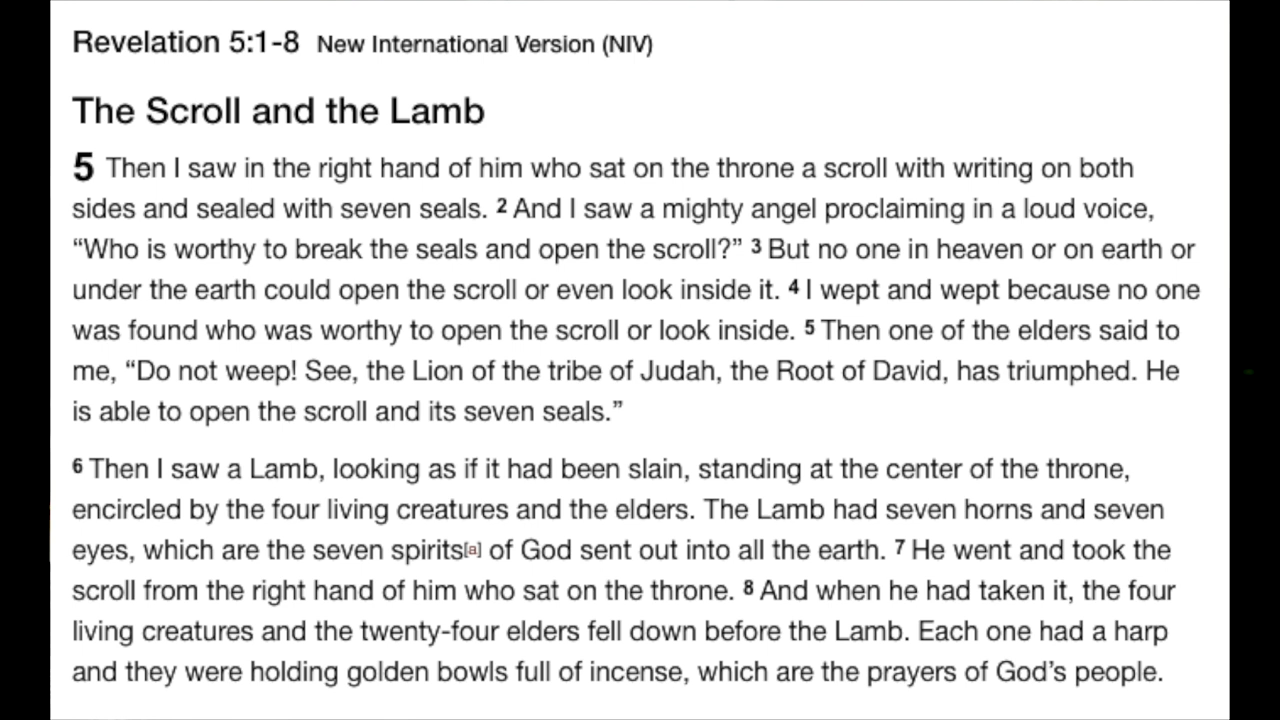 Revelation 5:1-8 New International Version (NIV)
The Scroll and the Lamb
5 Then I saw in the right hand of him who sat on the throne a scroll with writing on both
sides and sealed with seven seals. 2 And I saw a mighty angel proclaiming in a loud voice,
“Who is worthy to break the seals and open the scroll?” 3 But no one in heaven or on earth or
under the earth could open the scroll or even look inside it. 4 I wept and wept because no one
was found who was worthy to open the scroll or look inside. 5 Then one of the elders said to
me, “Do not weep! See, the Lion of the tribe of Judah, the Root of David, has triumphed. He
is able to open the scroll and its seven seals.”
6 Then I saw a Lamb, looking as if it had been slain, standing at the center of the throne,
encircled by the four living creatures and the elders. The Lamb had seven horns and seven
eyes, which are the seven spirits[a] of God sent out into all the earth. 7 He went and took the
scroll from the right hand of him who sat on the throne. 8 And when he had taken it, the four
living creatures and the twenty-four elders fell down before the Lamb. Each one had a harp
and they were holding golden bowls full of incense, which are the prayers of God’s people.